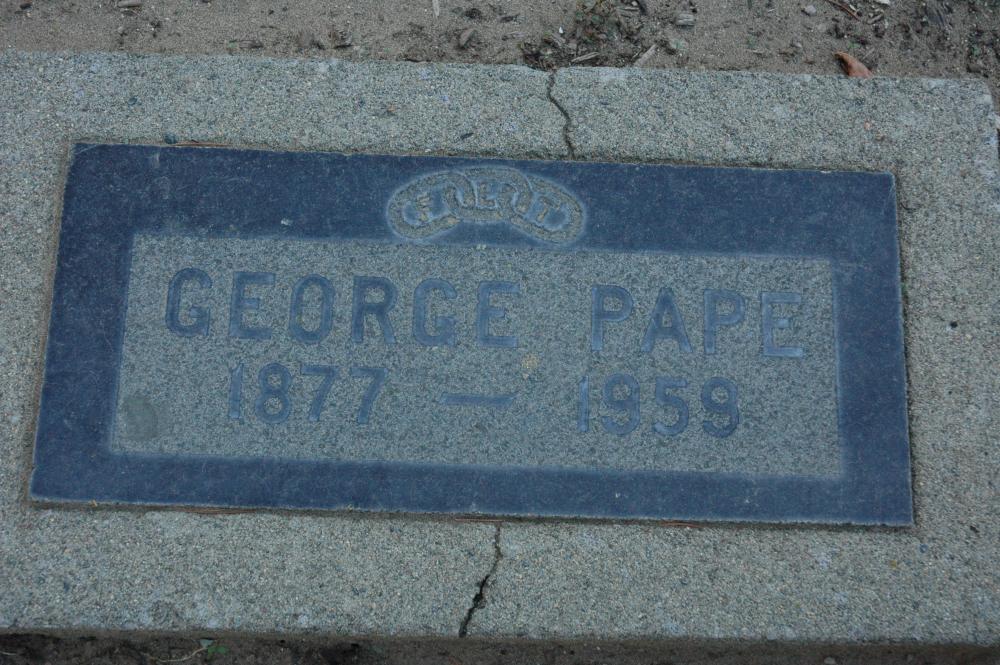 F L T
GEORGE PAPE
1877 — 1959